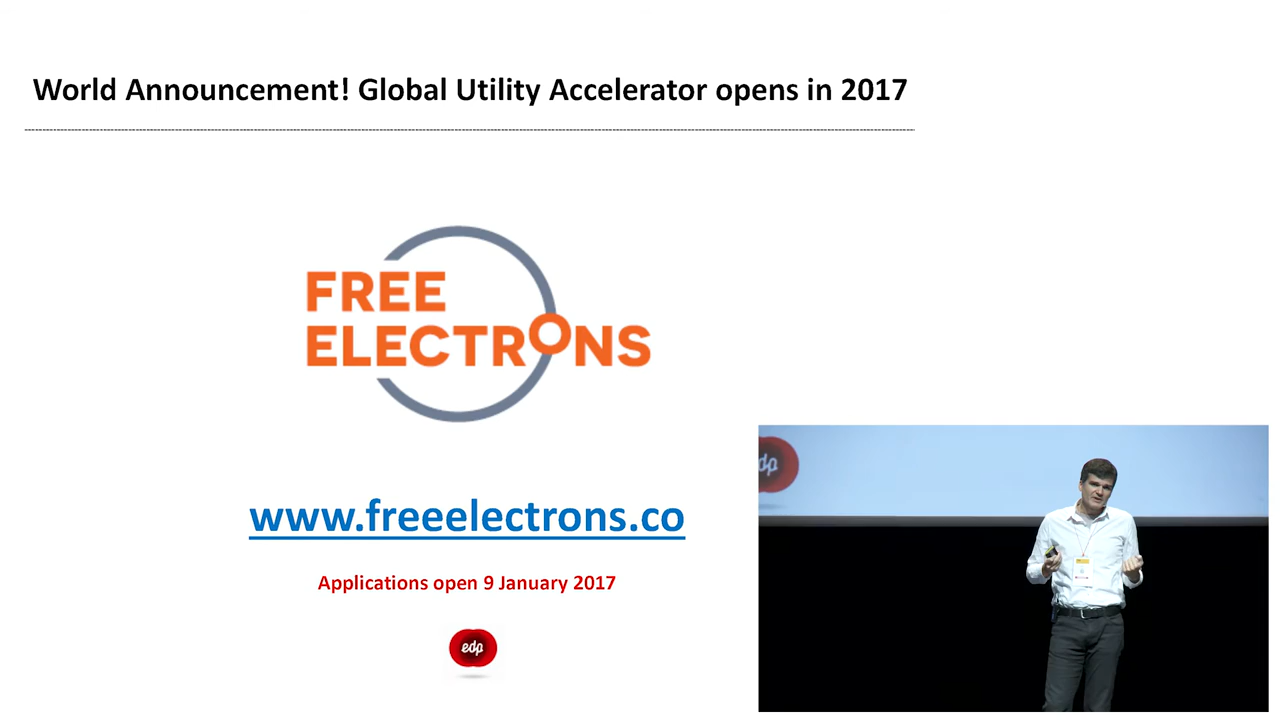 World Announcement! Global Utility Accelerator opens in 2017
FREE
ELECTRONS
www.freeelectrons.co
Applications open 9 January 2017
edp
edp